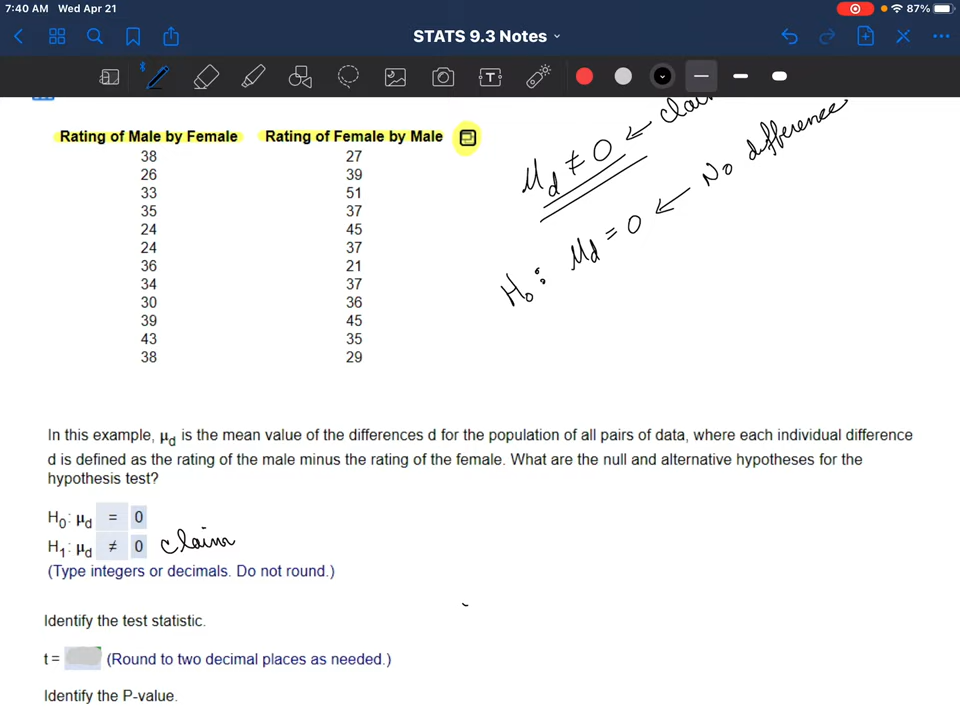 7:40 AM Wed Apr 21
87%
STATS 9.3 Notes
T
Rating of Male by Female Rating of Female by Male
38 27
26 39
33 51
35 37
24 45
24 37
36 21
34 37
30 36
39 45
43 35
38 29
μd ≠ 0 ←
H0: μd = 0 ← No difference
In this example, μd is the mean value of the differences d for the population of all pairs of data, where each individual difference
d is defined as the rating of the male minus the rating of the female. What are the null and alternative hypotheses for the
hypothesis test?
H0: μd = 0
H1: μd ≠ 0 claim
(Type integers or decimals. Do not round.)
Identify the test statistic.
t = (Round to two decimal places as needed.)
Identify the P-value.